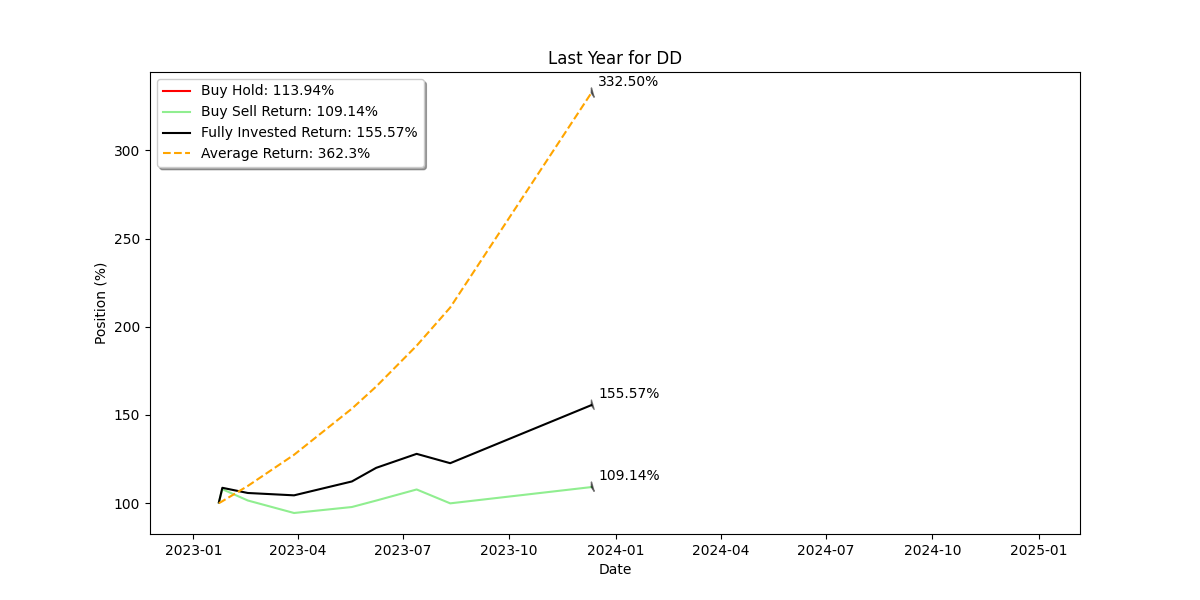 Last Year for DD
Buy Hold: 113.94%
Buy Sell Return: 109.14%
Fully Invested Return: 155.57%
Average Return: 362.3%
332.50%
155.57%
109.14%
Position (%)
300
250
200
150
100
2023-01 2023-04 2023-07 2023-10 2024-01 2024-04 2024-07 2024-10 2025-01
Date